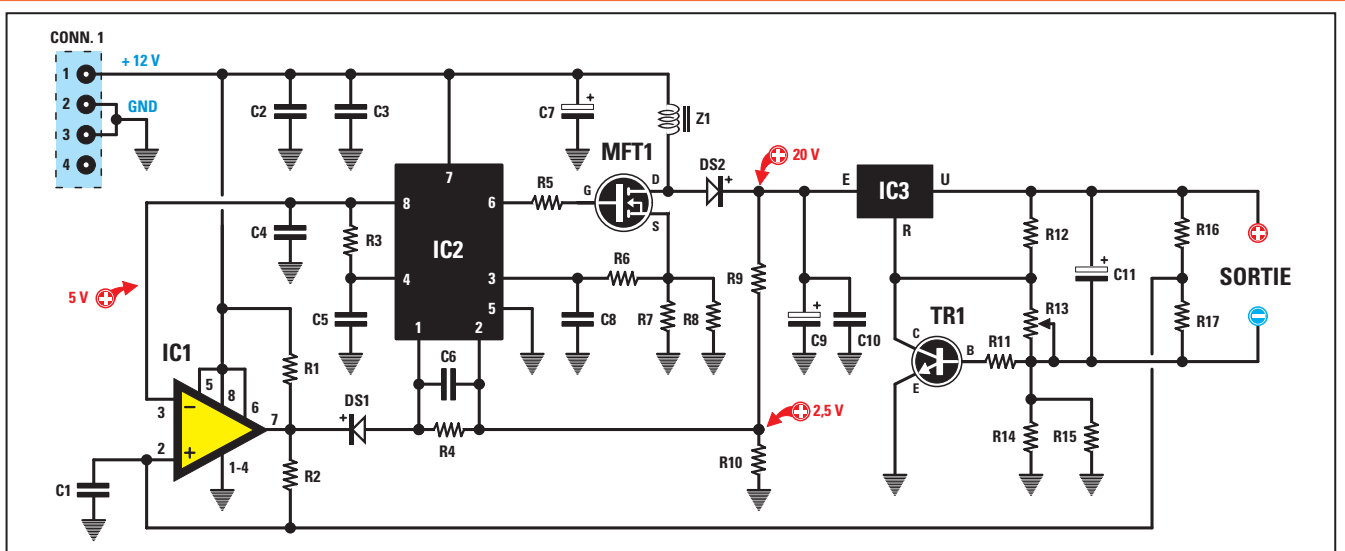 CONN. 1
+ 12 V
1
2
GND
3
4
C2
C3
C7
+
Z1
MFT1
DS2
+
20 V
7
8
6
R5
G
D
S
E
IC3
U
R
C4
R3
IC2
4
3
5
R6
R9
R12
R16
C11
+
SORTIE
5 V
C5
1
2
C8
R7
R8
+
C9
C10
TR1
C
B
E
R11
R13
R17
IC1
5
8
6
3
−
2
+
7
1-4
R1
DS1
+
C6
R4
2,5 V
R10
R14
R15
C1
R2